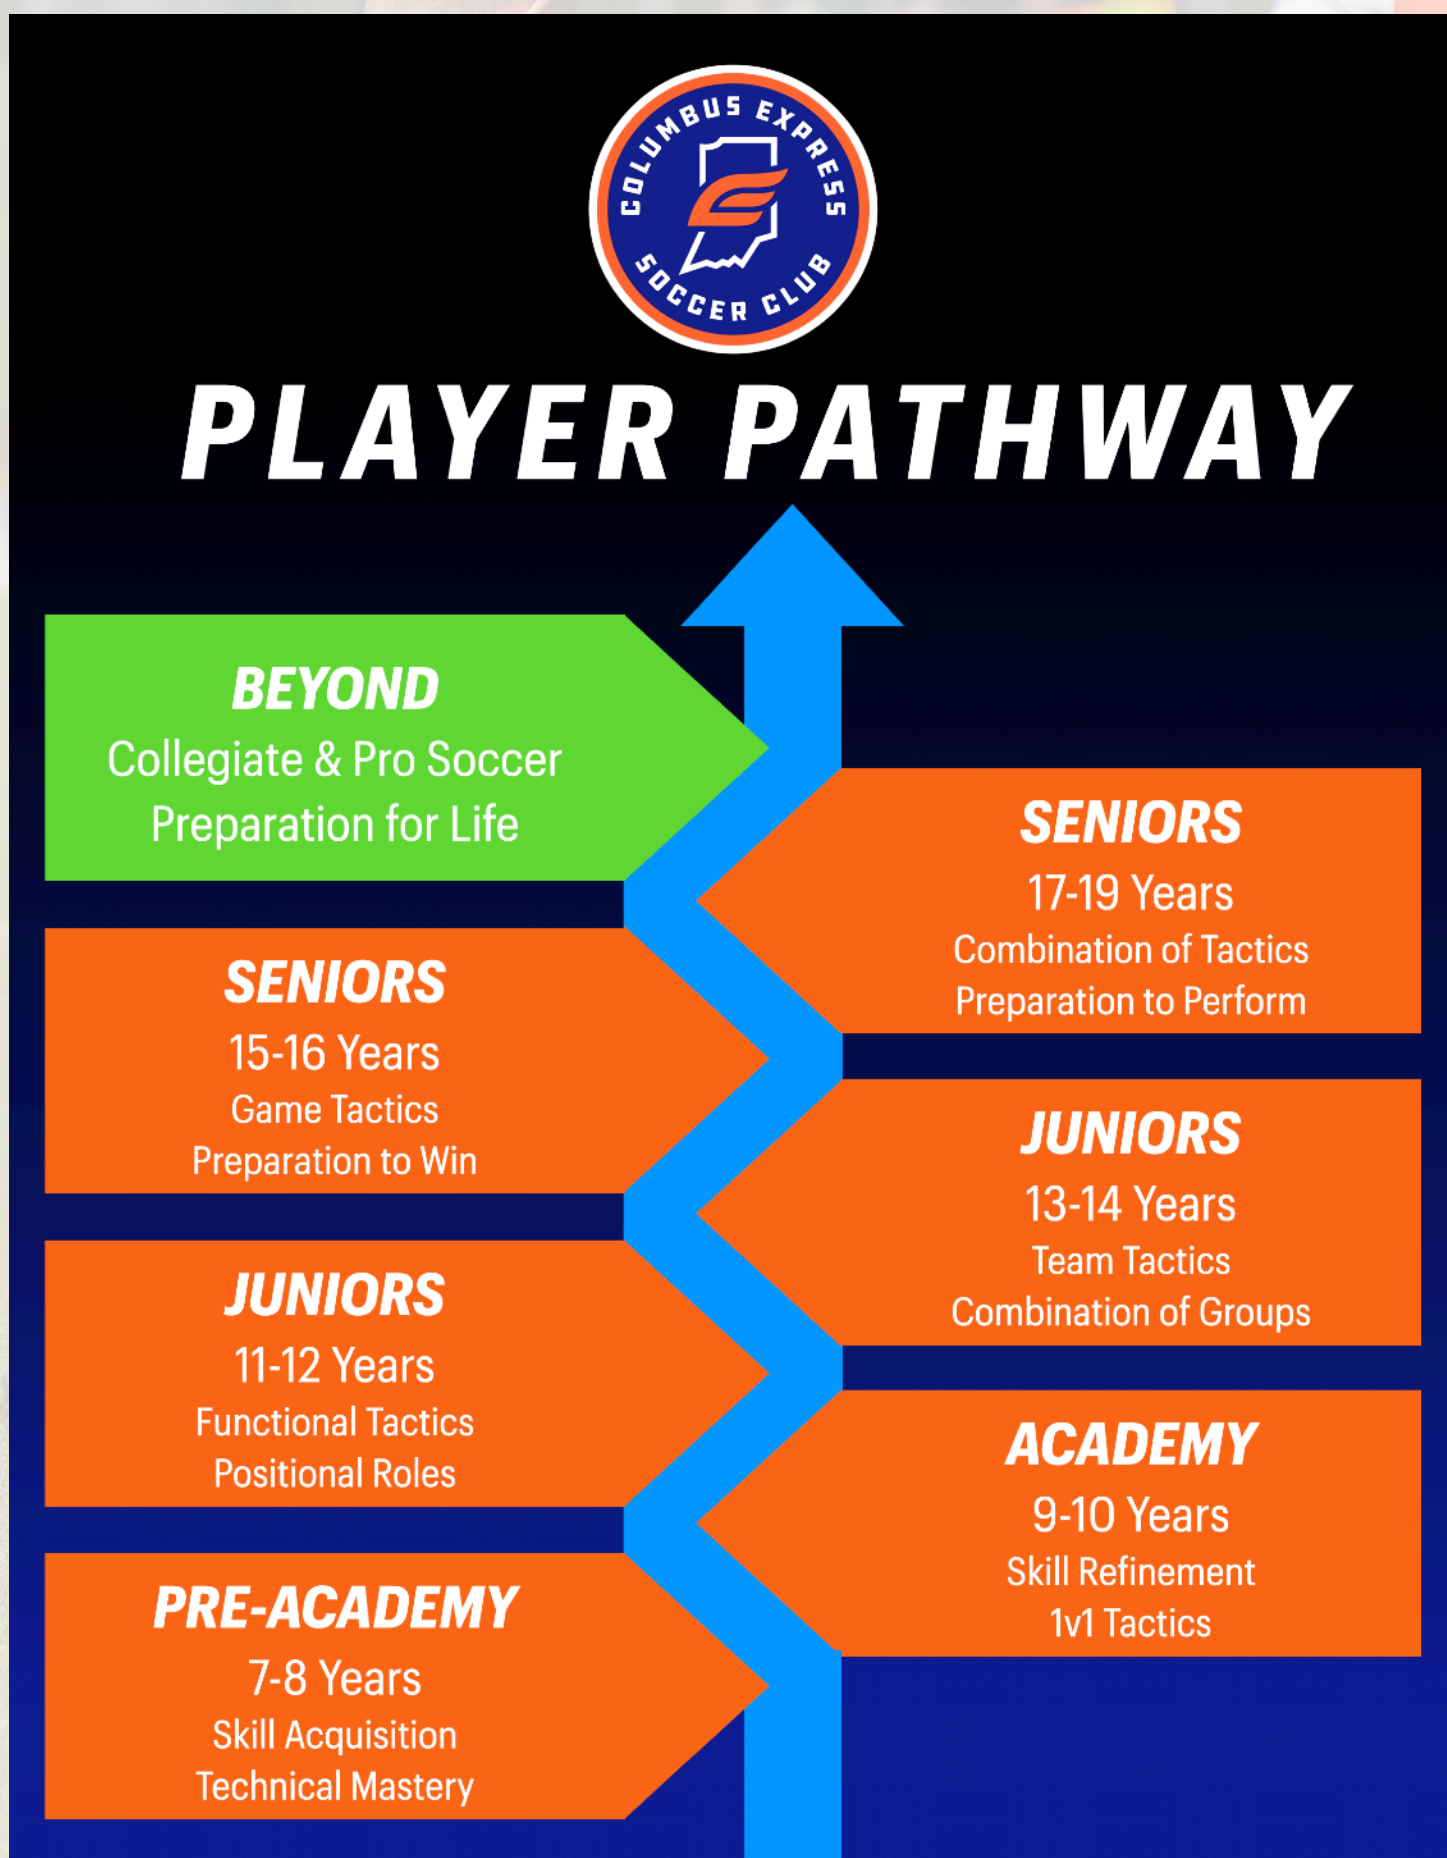 COLUMBUS EXPRESS
SOCCER CLUB
PLAYER PATHWAY
BEYOND
Collegiate & Pro Soccer
Preparation for Life
SENIORS
17-19 Years
Combination of Tactics
Preparation to Perform
SENIORS
15-16 Years
Game Tactics
Preparation to Win
JUNIORS
13-14 Years
Team Tactics
Combination of Groups
JUNIORS
11-12 Years
Functional Tactics
Positional Roles
ACADEMY
9-10 Years
Skill Refinement
1v1 Tactics
PRE-ACADEMY
7-8 Years
Skill Acquisition
Technical Mastery